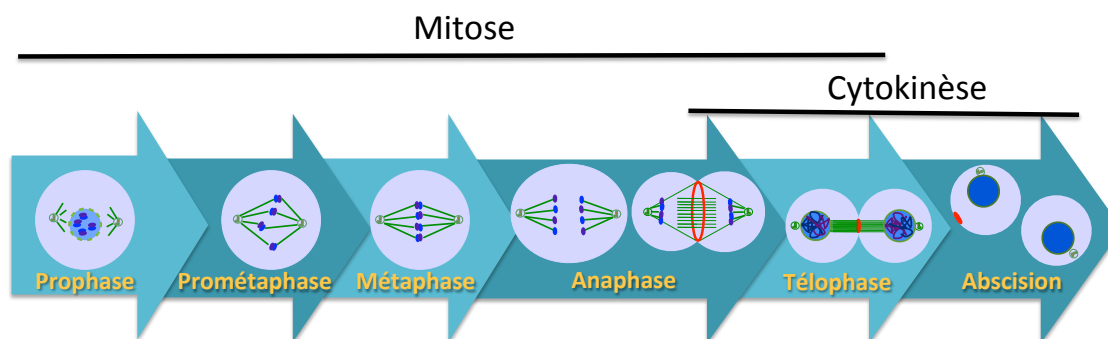 Mitose
Cytokinèse
Prophase
Prométaphase
Métaphase
Anaphase
Télophase
Abscision